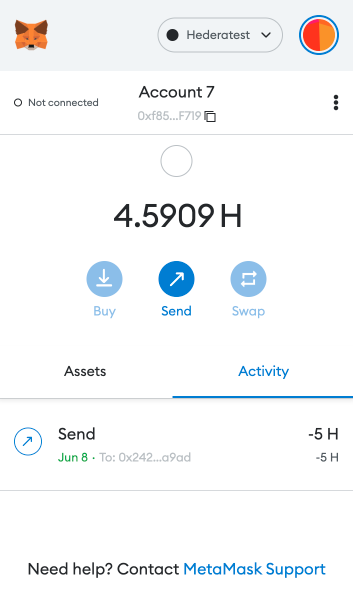 Hederatest
Not connected
Account 7
0xf85...F719
4.5909 H
Buy
Send
Swap
Assets
Activity
Send
-5 H
Jun 8 · To: 0x242...a9ad
-5 H
Need help? Contact MetaMask Support